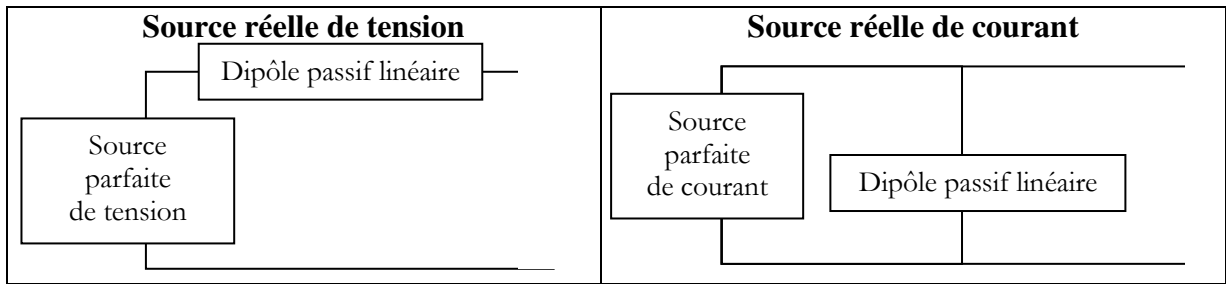 Source réelle de tension
Dipôle passif linéaire
Source
parfaite
de tension
Source réelle de courant
Source
parfaite
de courant
Dipôle passif linéaire